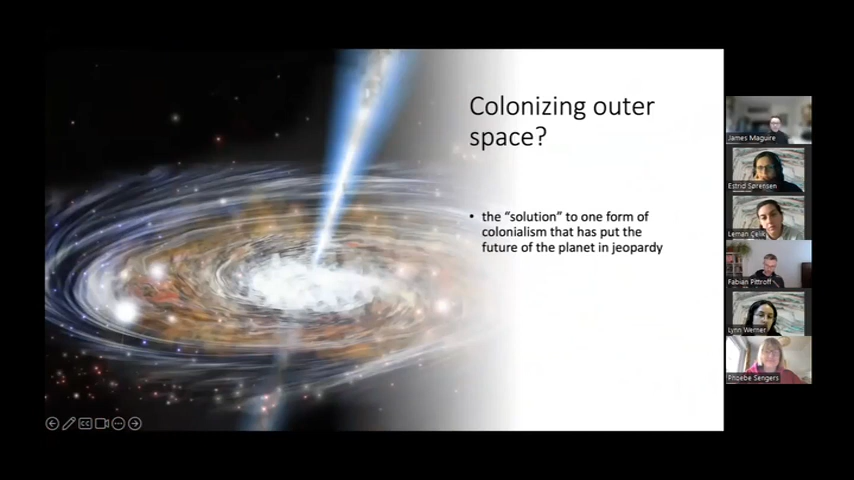 Colonizing outer
space?
• the “solution” to one form of
colonialism that has put the
future of the planet in jeopardy
James Maguire
Estrid Sørensen
Leman Çelik
Fabian Pittroff
Lynn Werner
Phoebe Sengers
CC